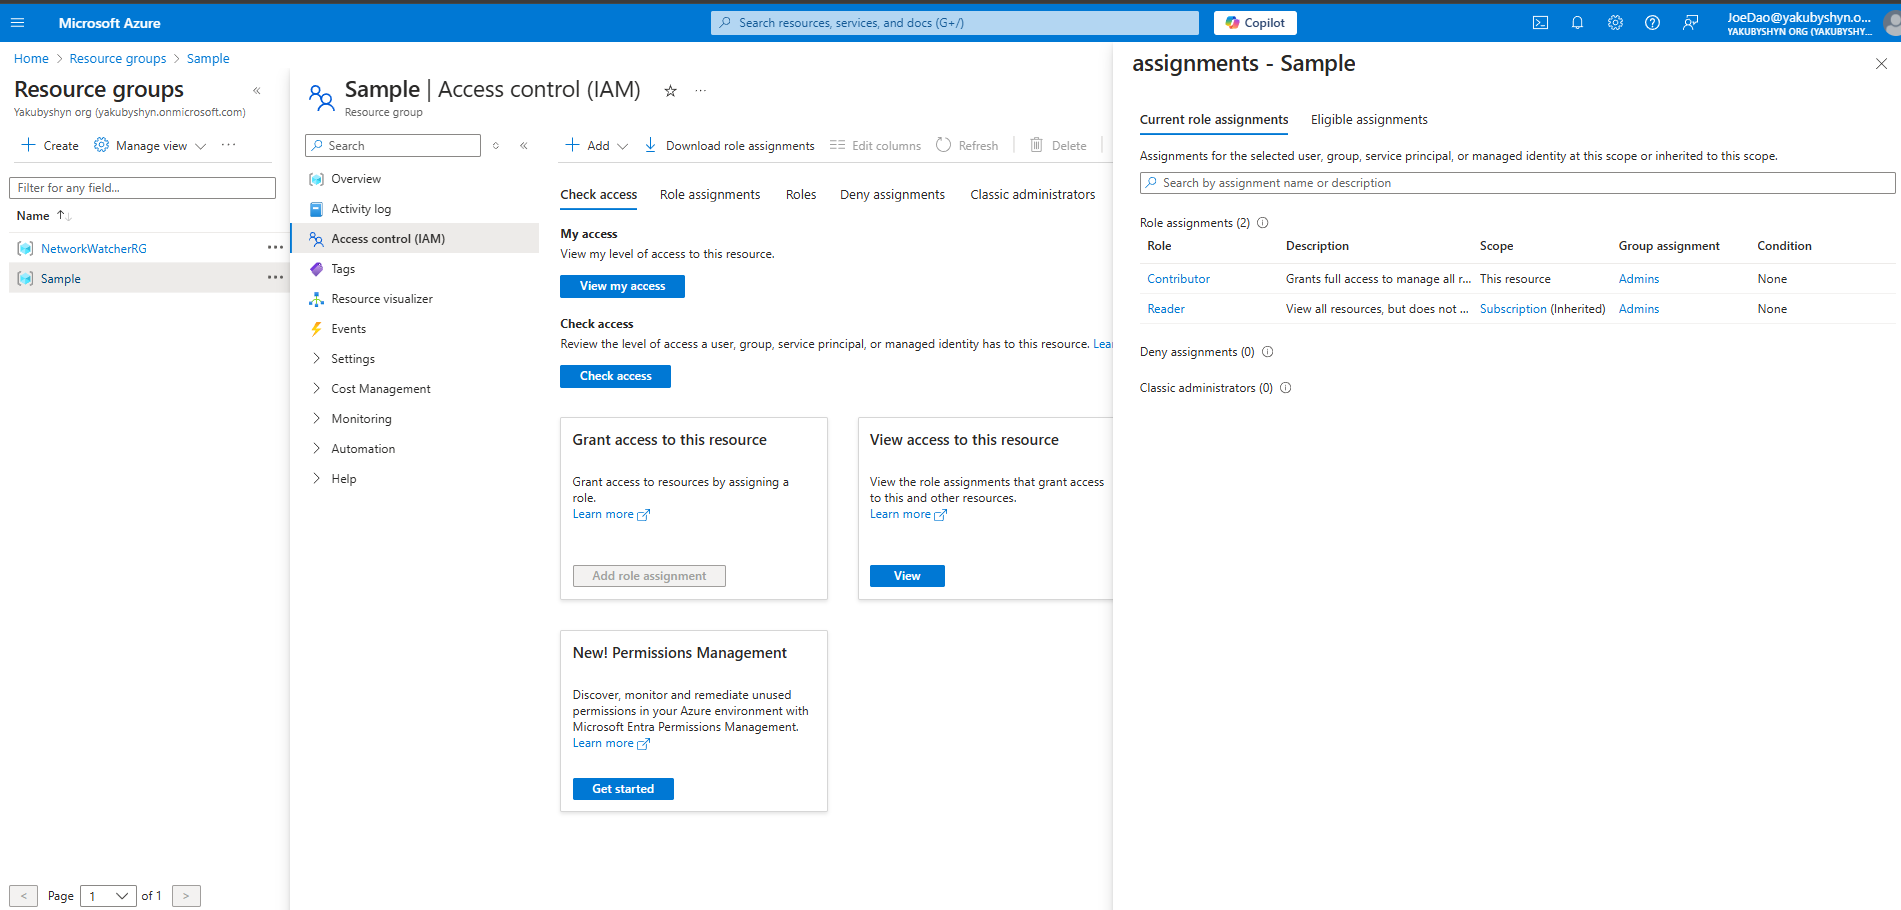 Microsoft Azure
Search resources, services, and docs (G+/)
Copilot
JoeDao@yakubyshyn.o...
YAKUBYSHYN ORG (YAKUBYSHY...
Home > Resource groups > Sample
Resource groups
Yakubyshyn org (yakubyshyn.onmicrosoft.com)
Create
Manage view
Filter for any field...
Name
NetworkWatcherRG
Sample
< Page 1 of 1 >
Sample | Access control (IAM)
Resource group
Search
Overview
Activity log
Access control (IAM)
Tags
Resource visualizer
Events
Settings
Cost Management
Monitoring
Automation
Help
Add
Download role assignments
Edit columns
Refresh
Delete
Check access
Role assignments
Roles
Deny assignments
Classic administrators
My access
View my level of access to this resource.
View my access
Check access
Review the level of access a user, group, service principal, or managed identity has to this resource. Lear
Check access
Grant access to this resource
Grant access to resources by assigning a
role.
Learn more
Add role assignment
View access to this resource
View the role assignments that grant access
to this and other resources.
Learn more
View
New! Permissions Management
Discover, monitor and remediate unused
permissions in your Azure environment with
Microsoft Entra Permissions Management.
Learn more
Get started
assignments - Sample
Current role assignments
Eligible assignments
Assignments for the selected user, group, service principal, or managed identity at this scope or inherited to this scope.
Search by assignment name or description
Role assignments (2)
Role Description Scope Group assignment Condition
Contributor Grants full access to manage all r... This resource Admins None
Reader View all resources, but does not ... Subscription (Inherited) Admins None
Deny assignments (0)
Classic administrators (0)